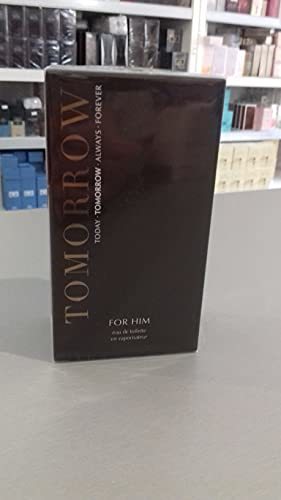 TOMORROW
TODAY · TOMORROW · ALWAYS · FOREVER
FOR HIM
eau de toilette
en vaporisateur